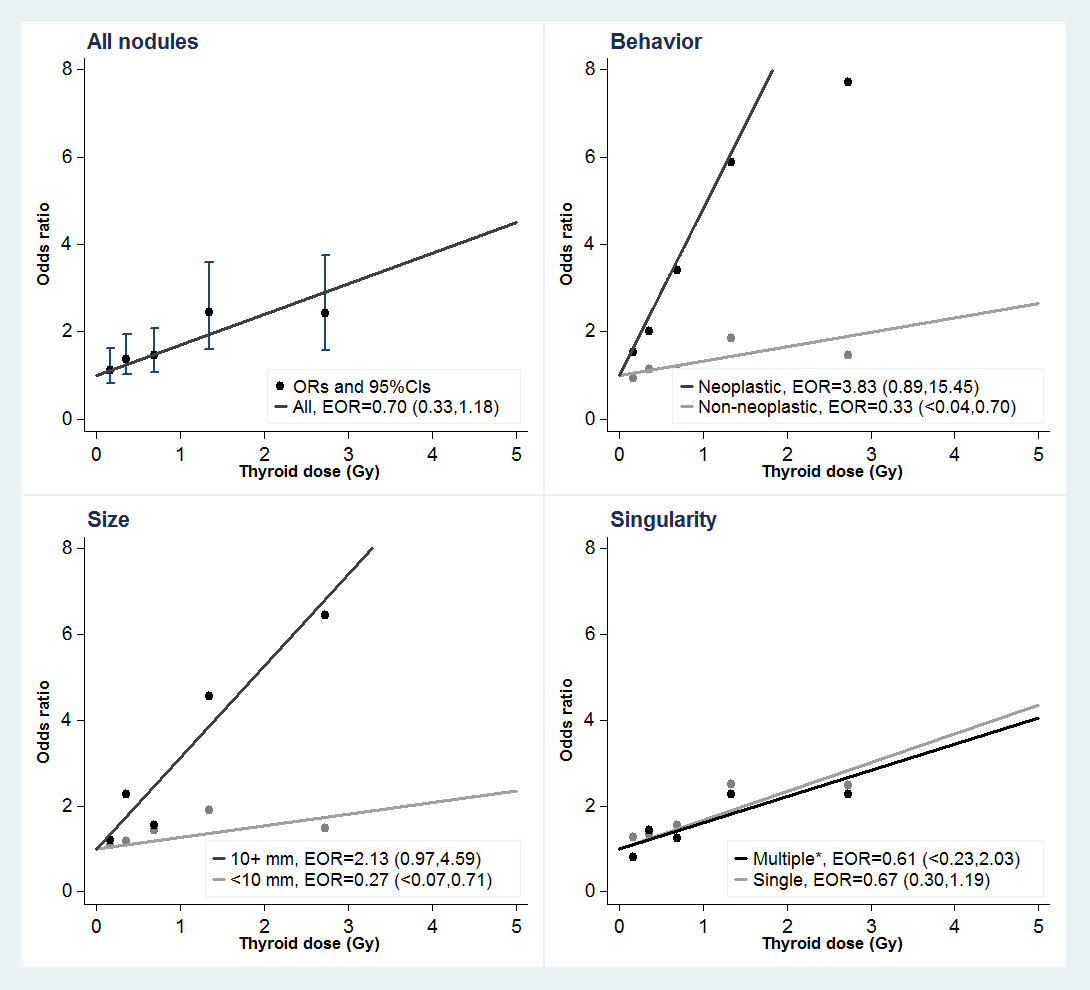 All nodules
8
6
4
2
0
Odds ratio
0 1 2 3 4 5
Thyroid dose (Gy)
ORs and 95%CIs
All, EOR=0.70 (0.33,1.18)
Behavior
8
6
4
2
0
Odds ratio
0 1 2 3 4 5
Thyroid dose (Gy)
Neoplastic, EOR=3.83 (0.89,15.45)
Non-neoplastic, EOR=0.33 (<0.04,0.70)
Size
8
6
4
2
0
Odds ratio
0 1 2 3 4 5
Thyroid dose (Gy)
10+ mm, EOR=2.13 (0.97,4.59)
<10 mm, EOR=0.27 (<0.07,0.71)
Singularity
8
6
4
2
0
Odds ratio
0 1 2 3 4 5
Thyroid dose (Gy)
Multiple*, EOR=0.61 (<0.23,2.03)
Single, EOR=0.67 (0.30,1.19)